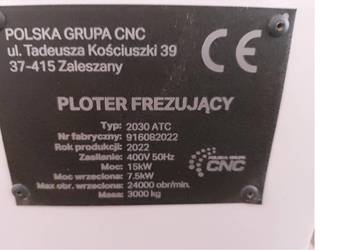 POLSKA GRUPA CNC
ul. Tadeusza Kościuszki 39
37-415 Zaleszany
CE
PLOTER FREZUJĄCY
Typ: 2030 ATC
Nr fabryczny: 916082022
Rok produkcji: 2022
Zasilanie: 400V 50Hz
Moc: 15kW
Moc wrzeciona: 7.5kW
Max obr. wrzeciona: 24000 obr/min.
Masa: 3000 kg
POLSKA GRUPA
CNC